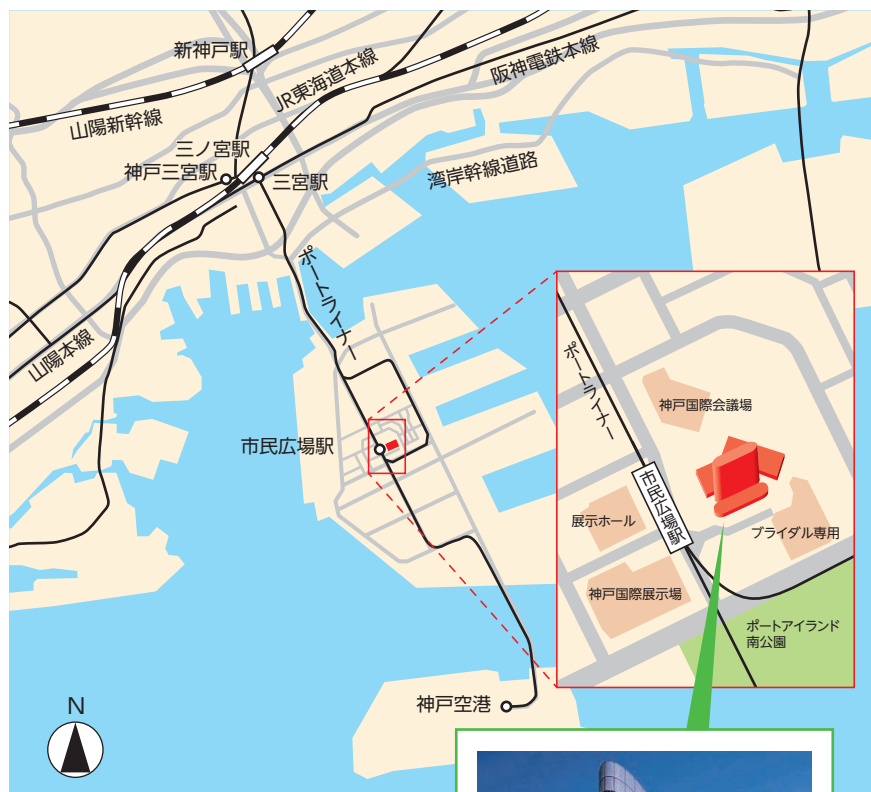 新神戸駅
JR東海道本線
阪神電鉄本線
山陽新幹線
三ノ宮駅
神戸三宮駅
三宮駅
湾岸幹線道路
ポートライナー
山陽本線
市民広場駅
ポートライナー
神戸国際会議場
市民広場駅
展示ホール
ブライダル専用
神戸国際展示場
ポートアイランド
南公園
神戸空港
N